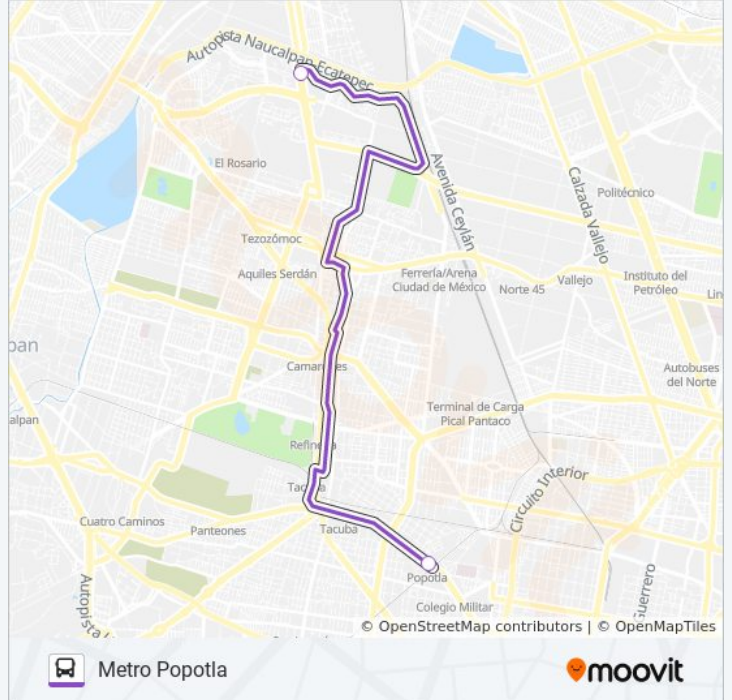 Autopista Naucalpan Ecatepec
El Rosario
Avenida Ceylán
Calzada Vallejo
Politécnico
Tezozómoc
Aquiles Serdán
Ferrería/Arena
Ciudad de México
Norte 45
Vallejo
Instituto del
Petróleo
Lin
pan
Camarones
Autobuses
del Norte
alpan
Terminal de Carga
Pical Pantaco
Refinería
Circuito Interior
Tacuba
Cuatro Caminos
Panteones
Tacuba
Popotla
Colegio Militar
Guerrero
Autopista
© OpenStreetMap contributors | © OpenMapTiles
Metro Popotla
moovit